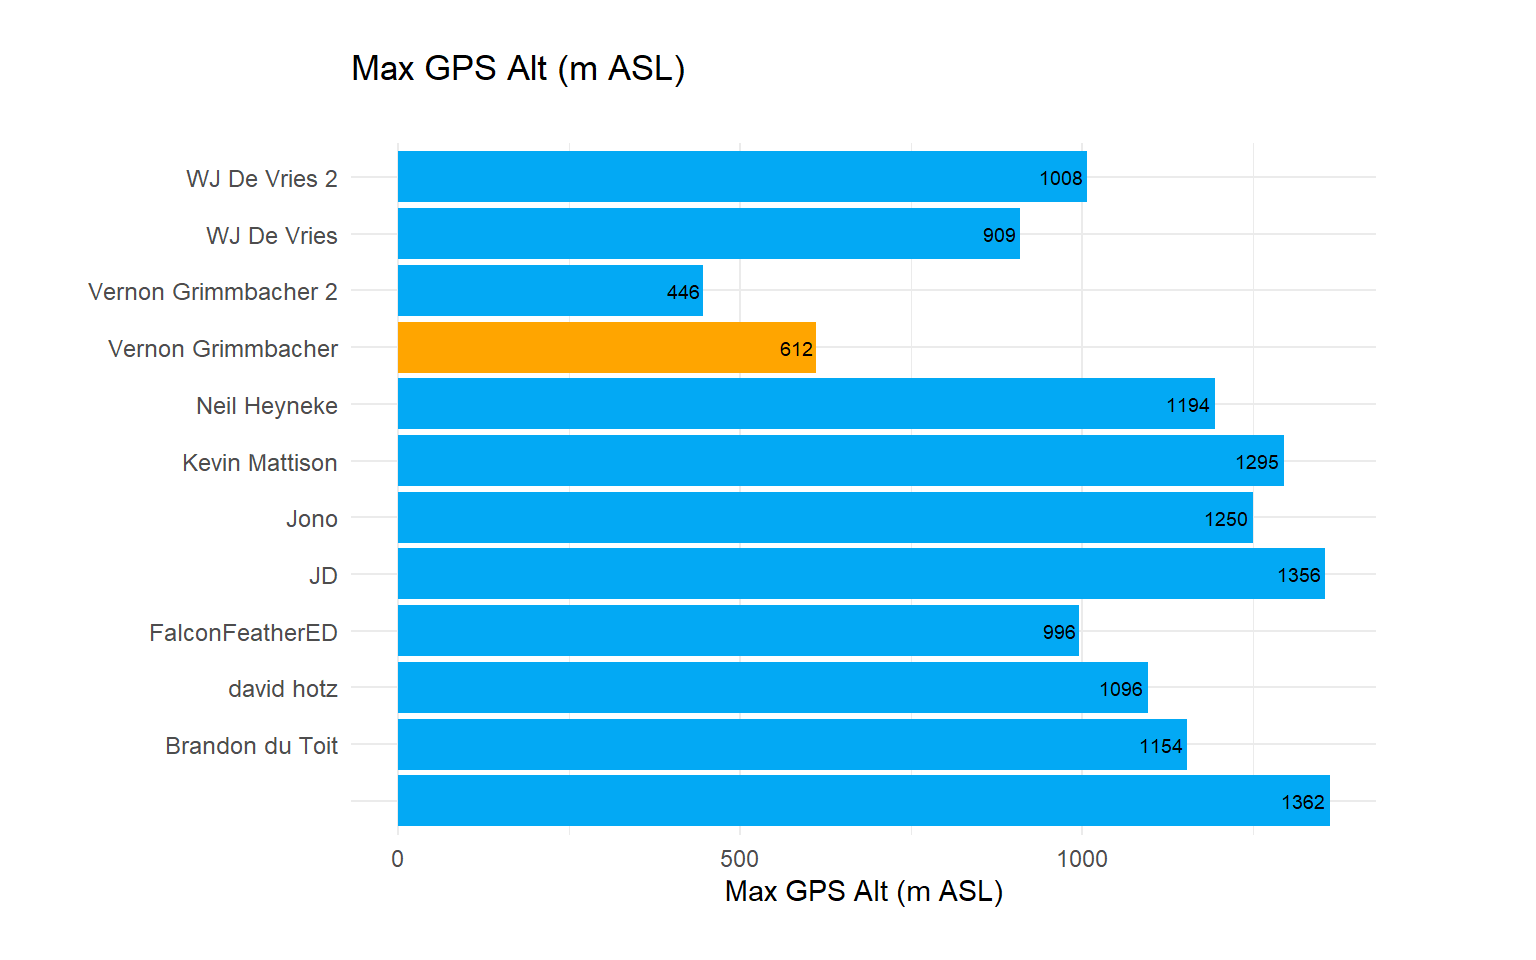 Max GPS Alt (m ASL)
WJ De Vries 2 1008
WJ De Vries 909
Vernon Grimmbacher 2 446
Vernon Grimmbacher 612
Neil Heyneke 1194
Kevin Mattison 1295
Jono 1250
JD 1356
FalconFeatherED 996
david hotz 1096
Brandon du Toit 1154
1362
0 500 1000
Max GPS Alt (m ASL)